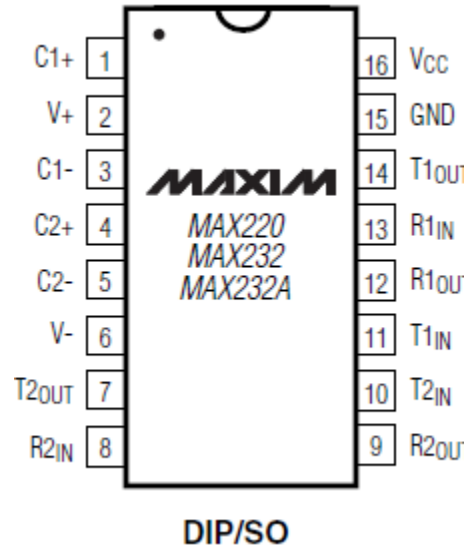 C1+ 1 16 VCC
V+ 2 15 GND
C1- 3 14 T1OUT
MAXIM
C2+ 4 MAX220 13 R1IN
MAX232
C2- 5 MAX232A 12 R1OUT
V- 6 11 T1IN
T2OUT 7 10 T2IN
R2IN 8 9 R2OUT
DIP/SO